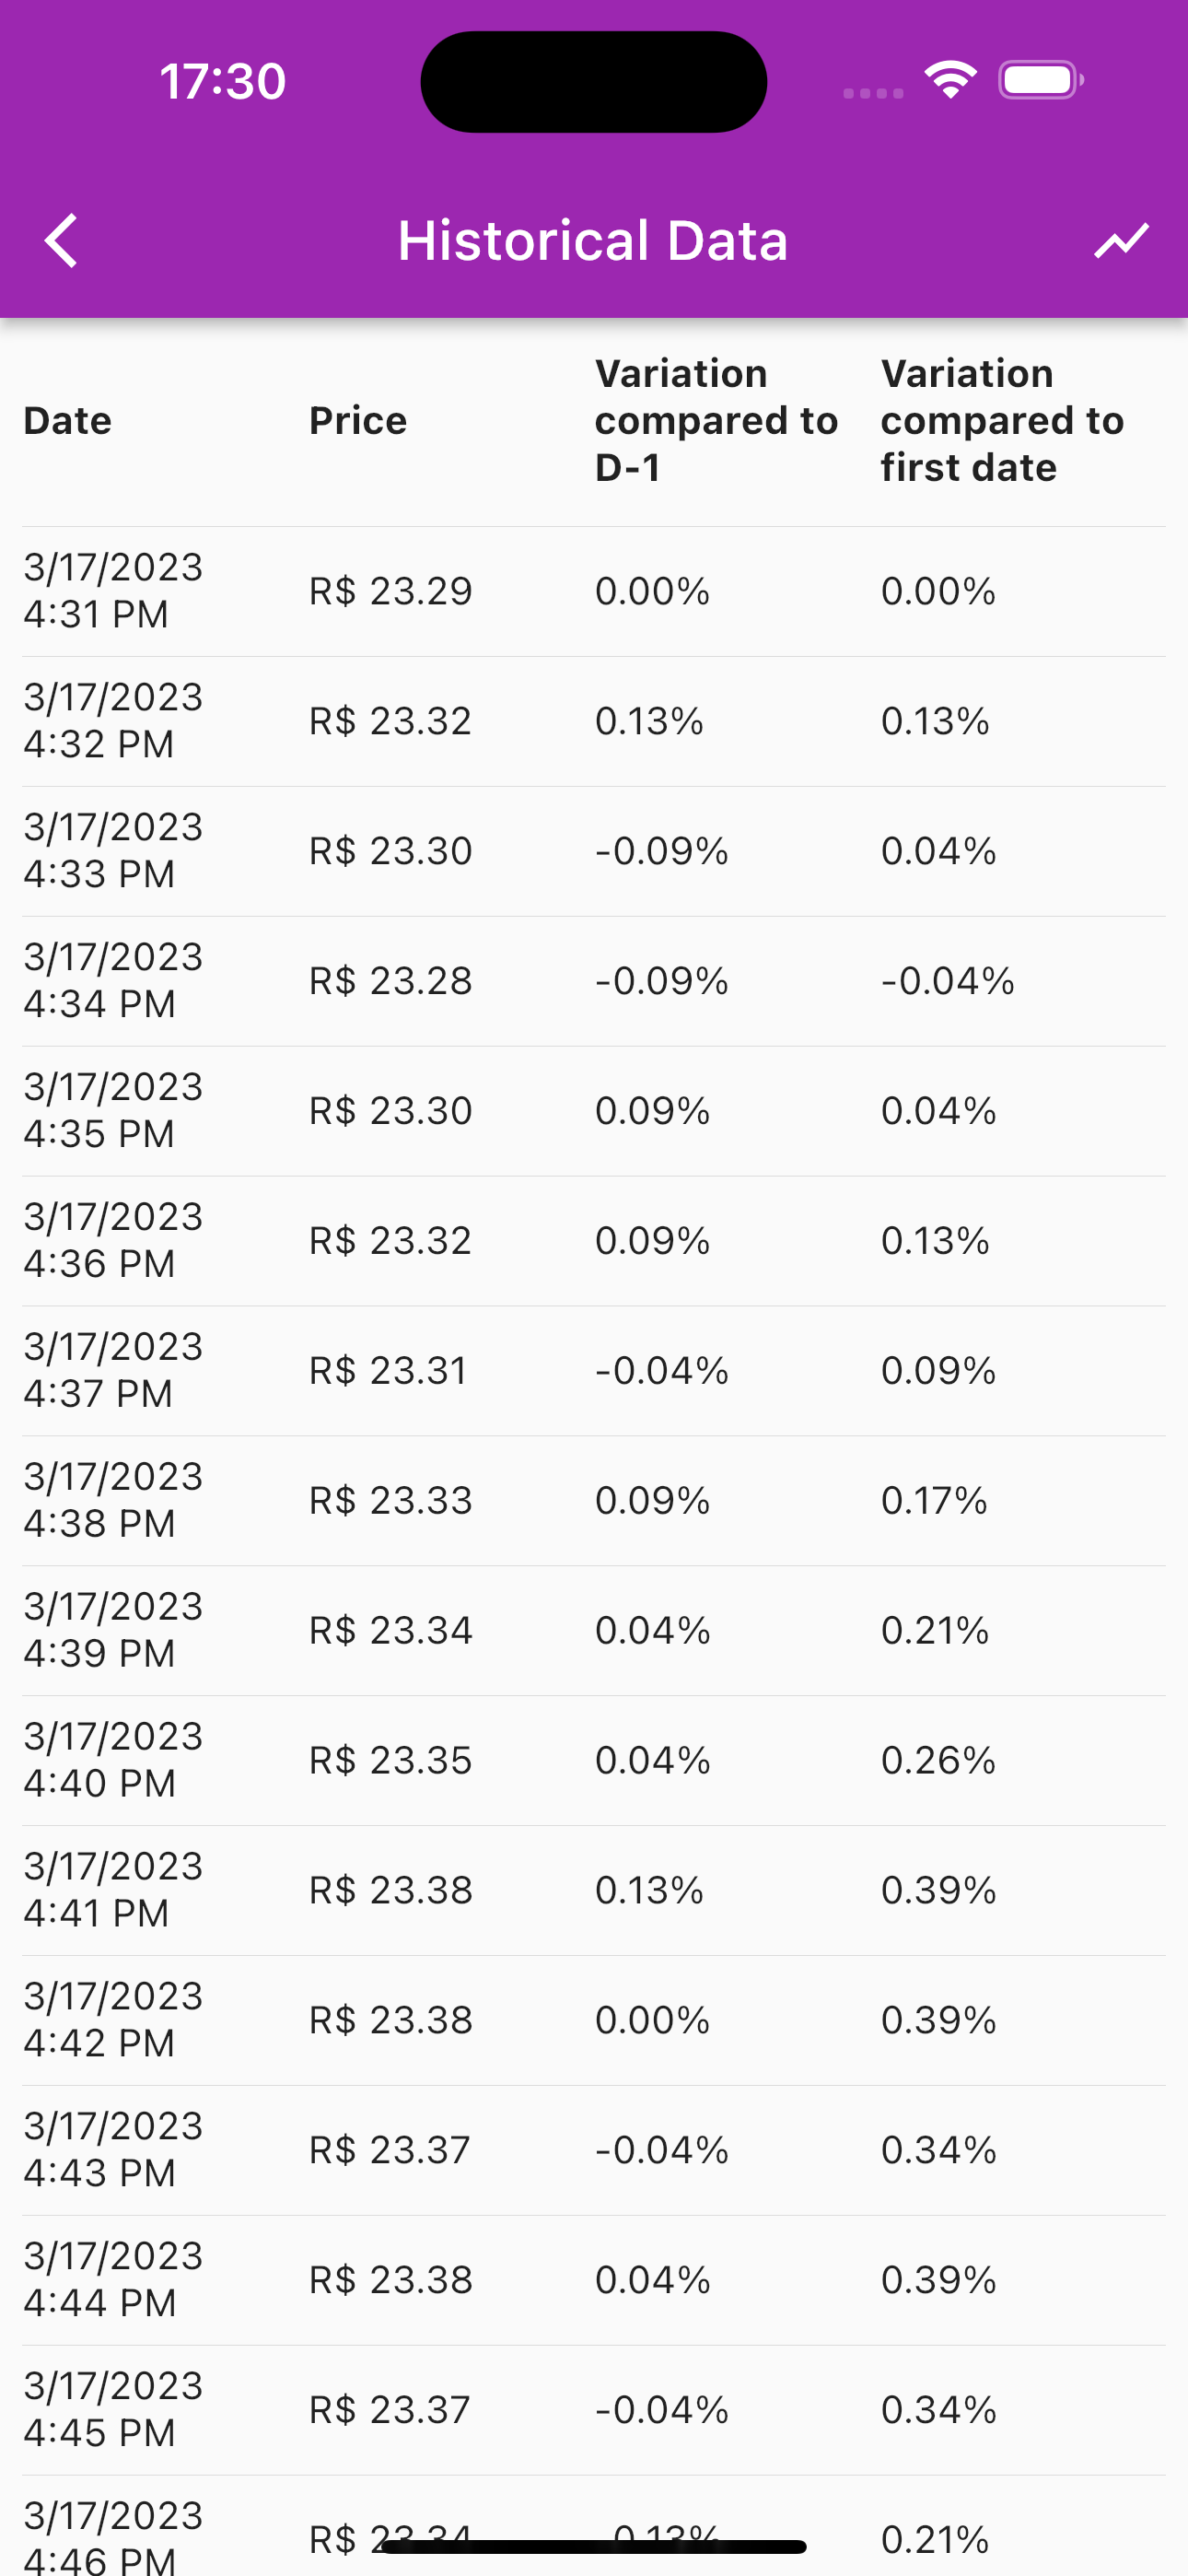 17:30
Historical Data
Date Price Variation compared to D-1 Variation compared to first date
3/17/2023 4:31 PM R$ 23.29 0.00% 0.00%
3/17/2023 4:32 PM R$ 23.32 0.13% 0.13%
3/17/2023 4:33 PM R$ 23.30 -0.09% 0.04%
3/17/2023 4:34 PM R$ 23.28 -0.09% -0.04%
3/17/2023 4:35 PM R$ 23.30 0.09% 0.04%
3/17/2023 4:36 PM R$ 23.32 0.09% 0.13%
3/17/2023 4:37 PM R$ 23.31 -0.04% 0.09%
3/17/2023 4:38 PM R$ 23.33 0.09% 0.17%
3/17/2023 4:39 PM R$ 23.34 0.04% 0.21%
3/17/2023 4:40 PM R$ 23.35 0.04% 0.26%
3/17/2023 4:41 PM R$ 23.38 0.13% 0.39%
3/17/2023 4:42 PM R$ 23.38 0.00% 0.39%
3/17/2023 4:43 PM R$ 23.37 -0.04% 0.34%
3/17/2023 4:44 PM R$ 23.38 0.04% 0.39%
3/17/2023 4:45 PM R$ 23.37 -0.04% 0.34%
3/17/2023 4:46 PM R$ 23.34 -0.13% 0.21%